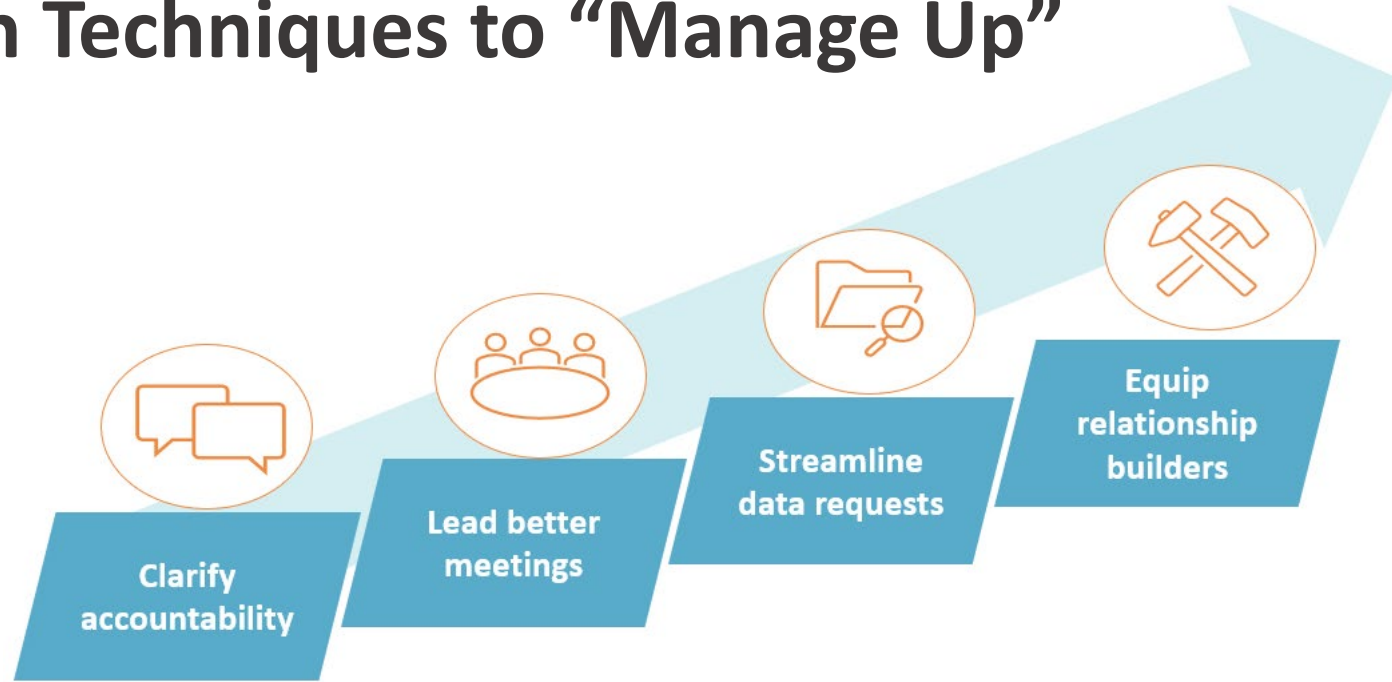 Techniques to “Manage Up”
Clarify
accountability
Lead better
meetings
Streamline
data requests
Equip
relationship
builders